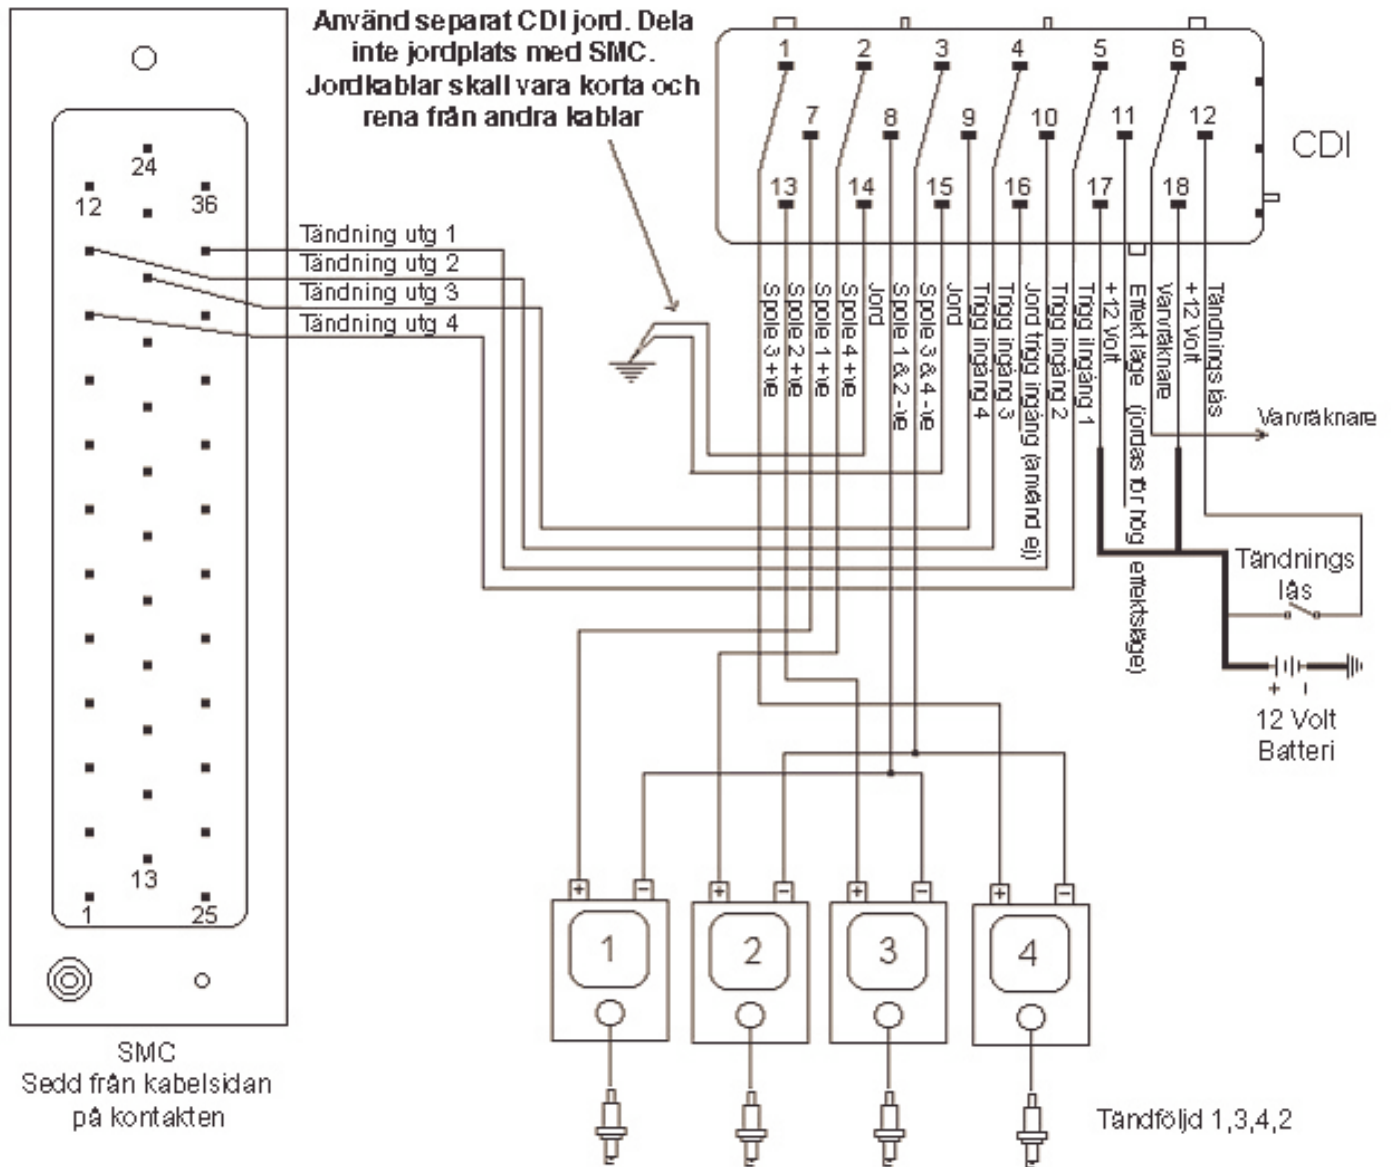 Använd separat CDI jord. Dela
inte jordplats med SMC.
Jordkablar skall vara korta och
rena från andra kablar
1
2
3
4
5
6
7
8
9
10
11
12
13
14
15
16
17
18
CDI
24
12
36
Tändning utg 1
Tändning utg 2
Tändning utg 3
Tändning utg 4
13
1
25
Spole 3 +ve
Spole 2 +ve
Spole 1 +ve
Spole 4 +ve
Jord
Spole 1 & 2 -ve
Spole 3 & 4 -ve
Jord
Trigg ingång 4
Trigg ingång 3
Jord trigg ingång (använd ej)
Trigg ingång 2
Trigg ingång 1
+12 Volt
Effekt läge (jordas för hög effektsläge)
Varvräknare
+12 Volt
Tändnings lås
Varvräknare
Tändnings
lås
+ -
12 Volt
Batteri
+ -
+ -
+ -
+ -
1
2
3
4
SMC
Sedd från kabelsidan
på kontakten
Tändföljd 1,3,4,2